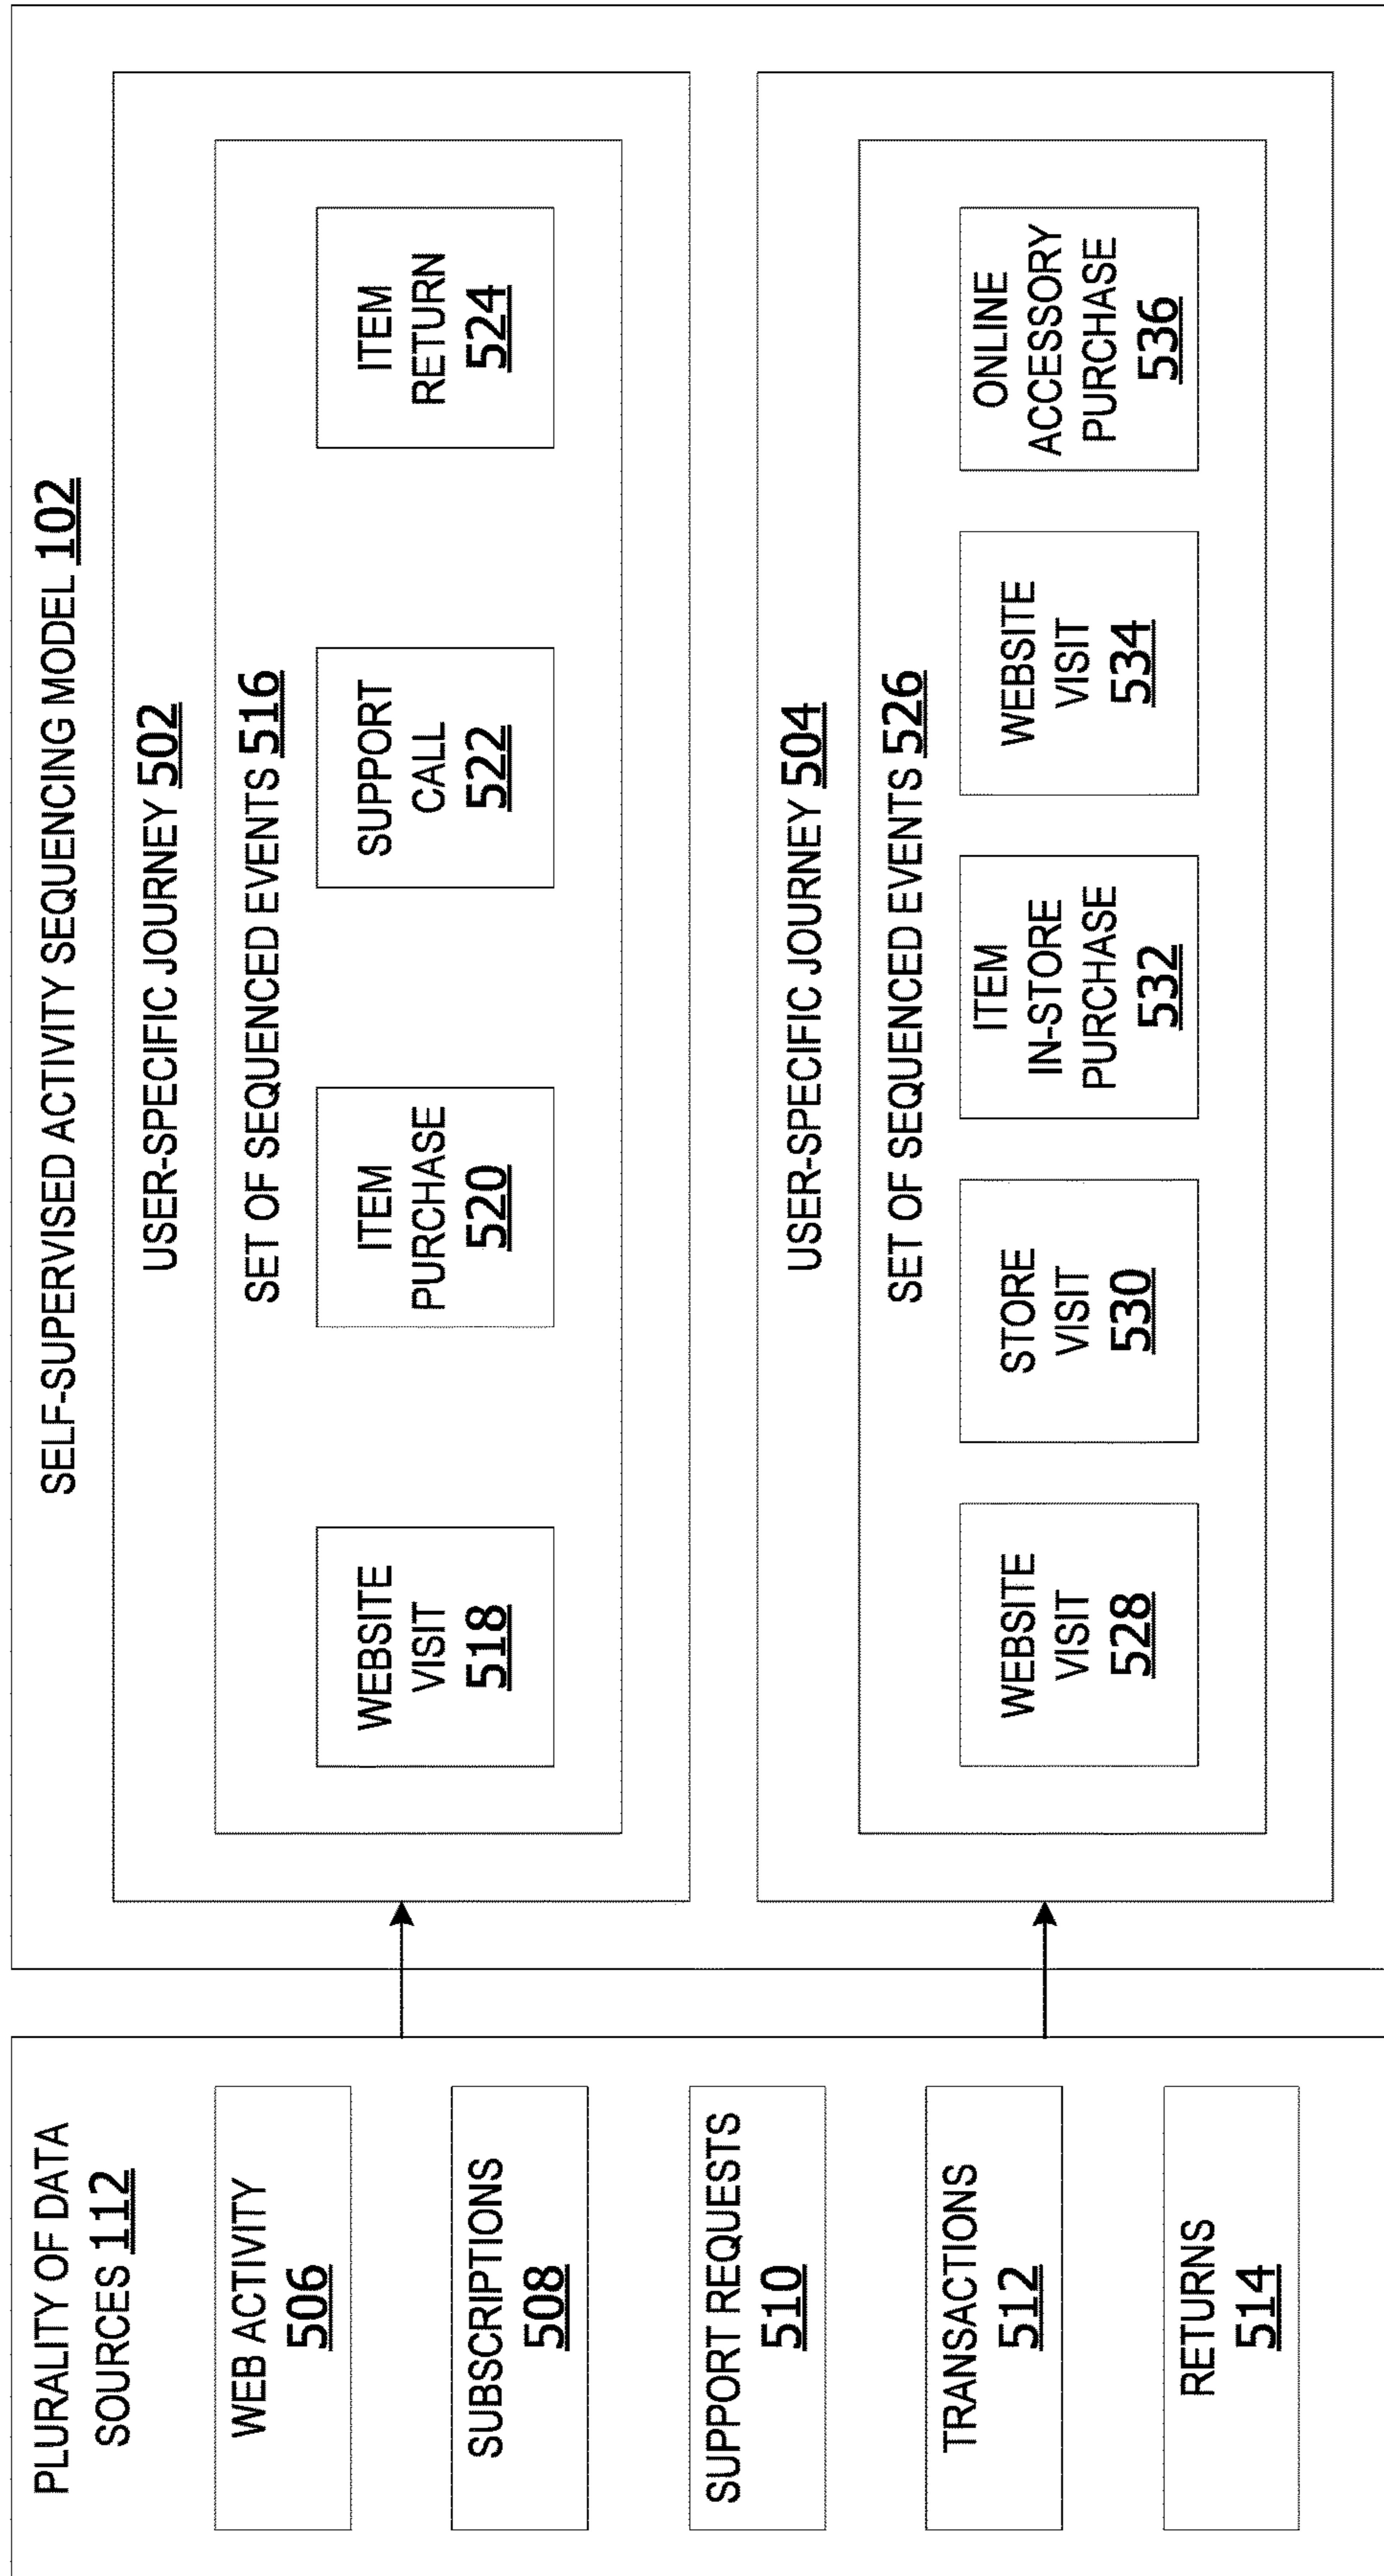 PLURALITY OF DATA
SOURCES 112
WEB ACTIVITY
506
SUBSCRIPTIONS
508
SUPPORT REQUESTS
510
TRANSACTIONS
512
RETURNS
514
SELF-SUPERVISED ACTIVITY SEQUENCING MODEL 102
USER-SPECIFIC JOURNEY 502
SET OF SEQUENCED EVENTS 516
WEBSITE
VISIT
518
ITEM
PURCHASE
520
SUPPORT
CALL
522
ITEM
RETURN
524
USER-SPECIFIC JOURNEY 504
SET OF SEQUENCED EVENTS 526
WEBSITE
VISIT
528
STORE
VISIT
530
ITEM
IN-STORE
PURCHASE
532
WEBSITE
VISIT
534
ONLINE
ACCESSORY
PURCHASE
536